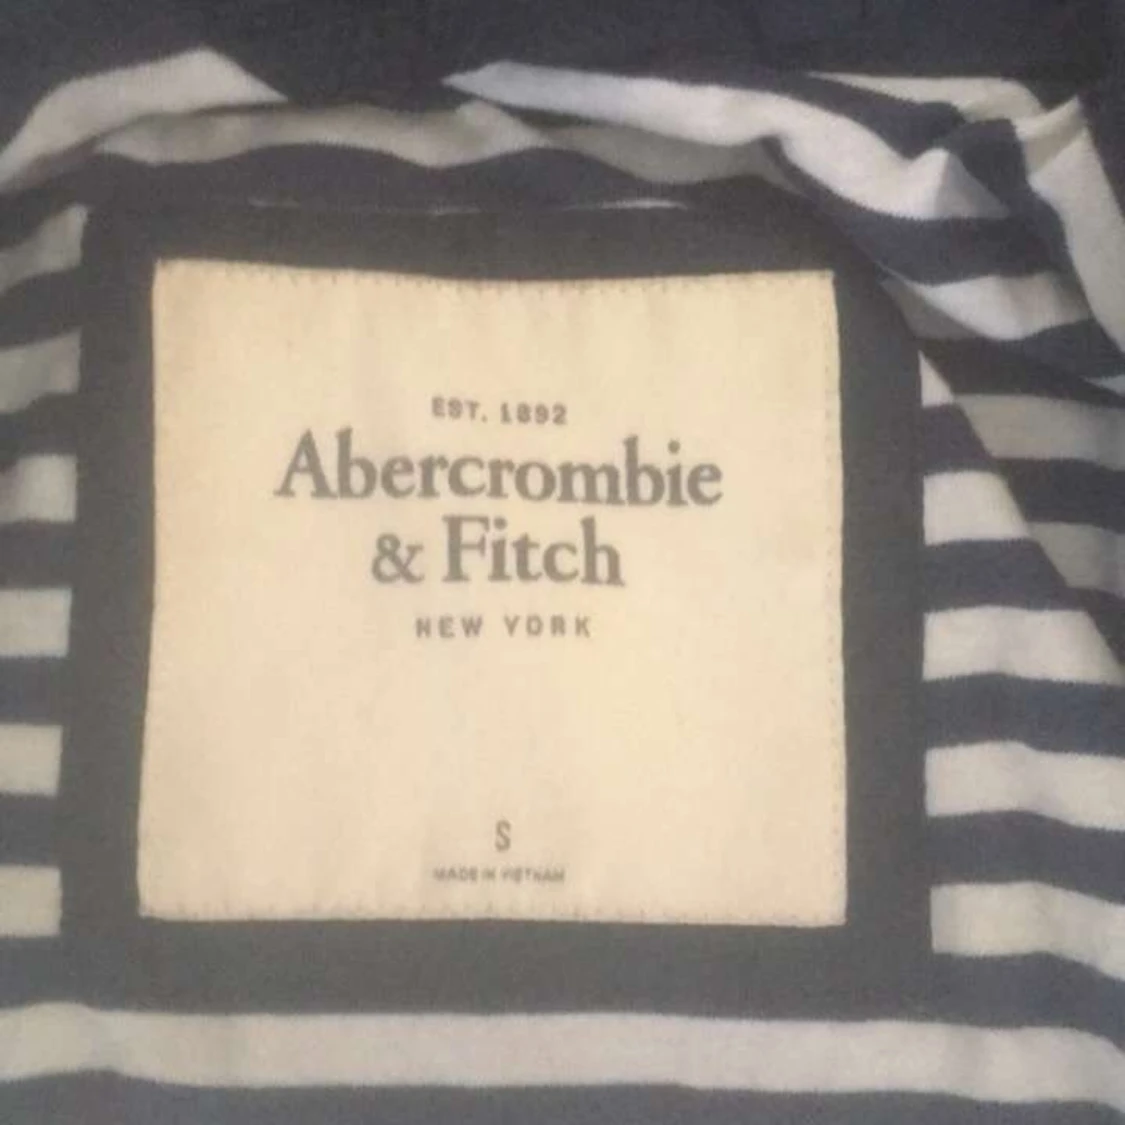 EST. 1892
Abercrombie
& Fitch
NEW YORK
S
MADE IN VIETNAM